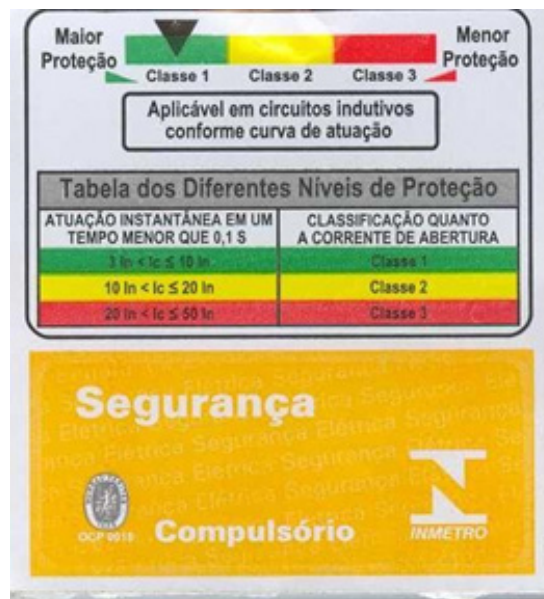 Maior
Proteção
Menor
Proteção
Classe 1 Classe 2 Classe 3
Aplicável em circuitos indutivos
conforme curva de atuação
Tabela dos Diferentes Níveis de Proteção
ATUAÇÃO INSTANTÂNEA EM UM
TEMPO MENOR QUE 0,1 S
CLASSIFICAÇÃO QUANTO
A CORRENTE DE ABERTURA
3 In < Ic ≤ 10 In Classe 1
10 In < Ic ≤ 20 In Classe 2
20 In < Ic ≤ 50 In Classe 3
Segurança
Compulsório
INMETRO